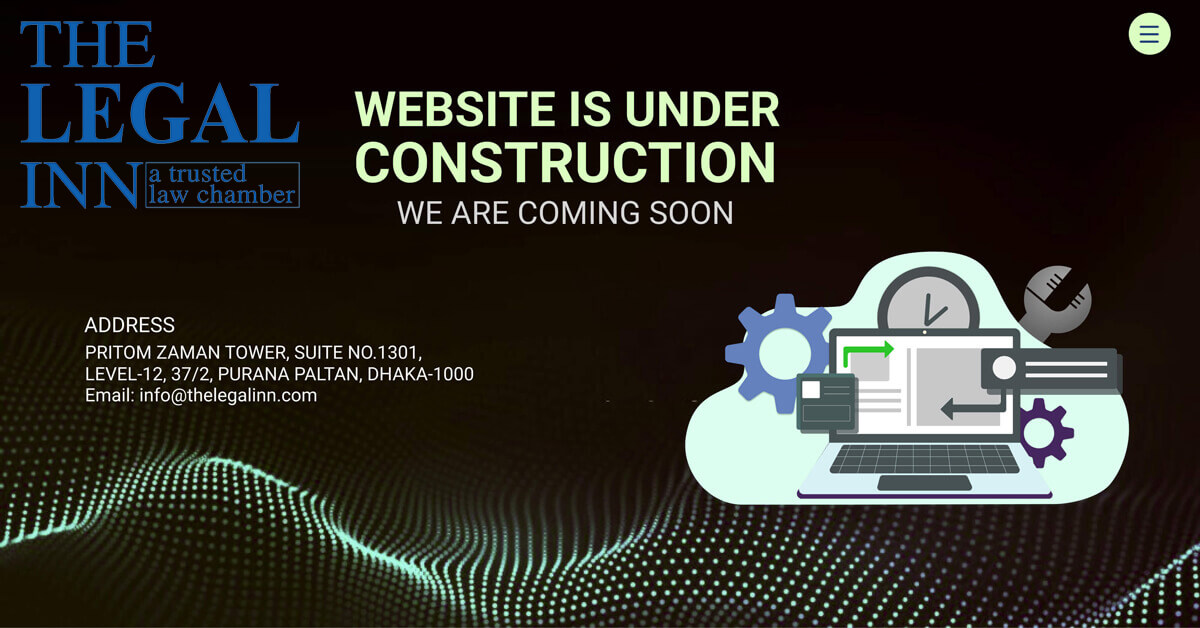 THE
LEGAL
INN a trusted
law chamber
WEBSITE IS UNDER
CONSTRUCTION
WE ARE COMING SOON
ADDRESS
PRITOM ZAMAN TOWER, SUITE NO.1301,
LEVEL-12, 37/2, PURANA PALTAN, DHAKA-1000
Email: info@thelegalinn.com